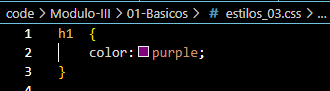 code > Modulo-III > 01-Basicos > # estilos_03.css > ...
1 h1 {
2 color: purple;
3 }